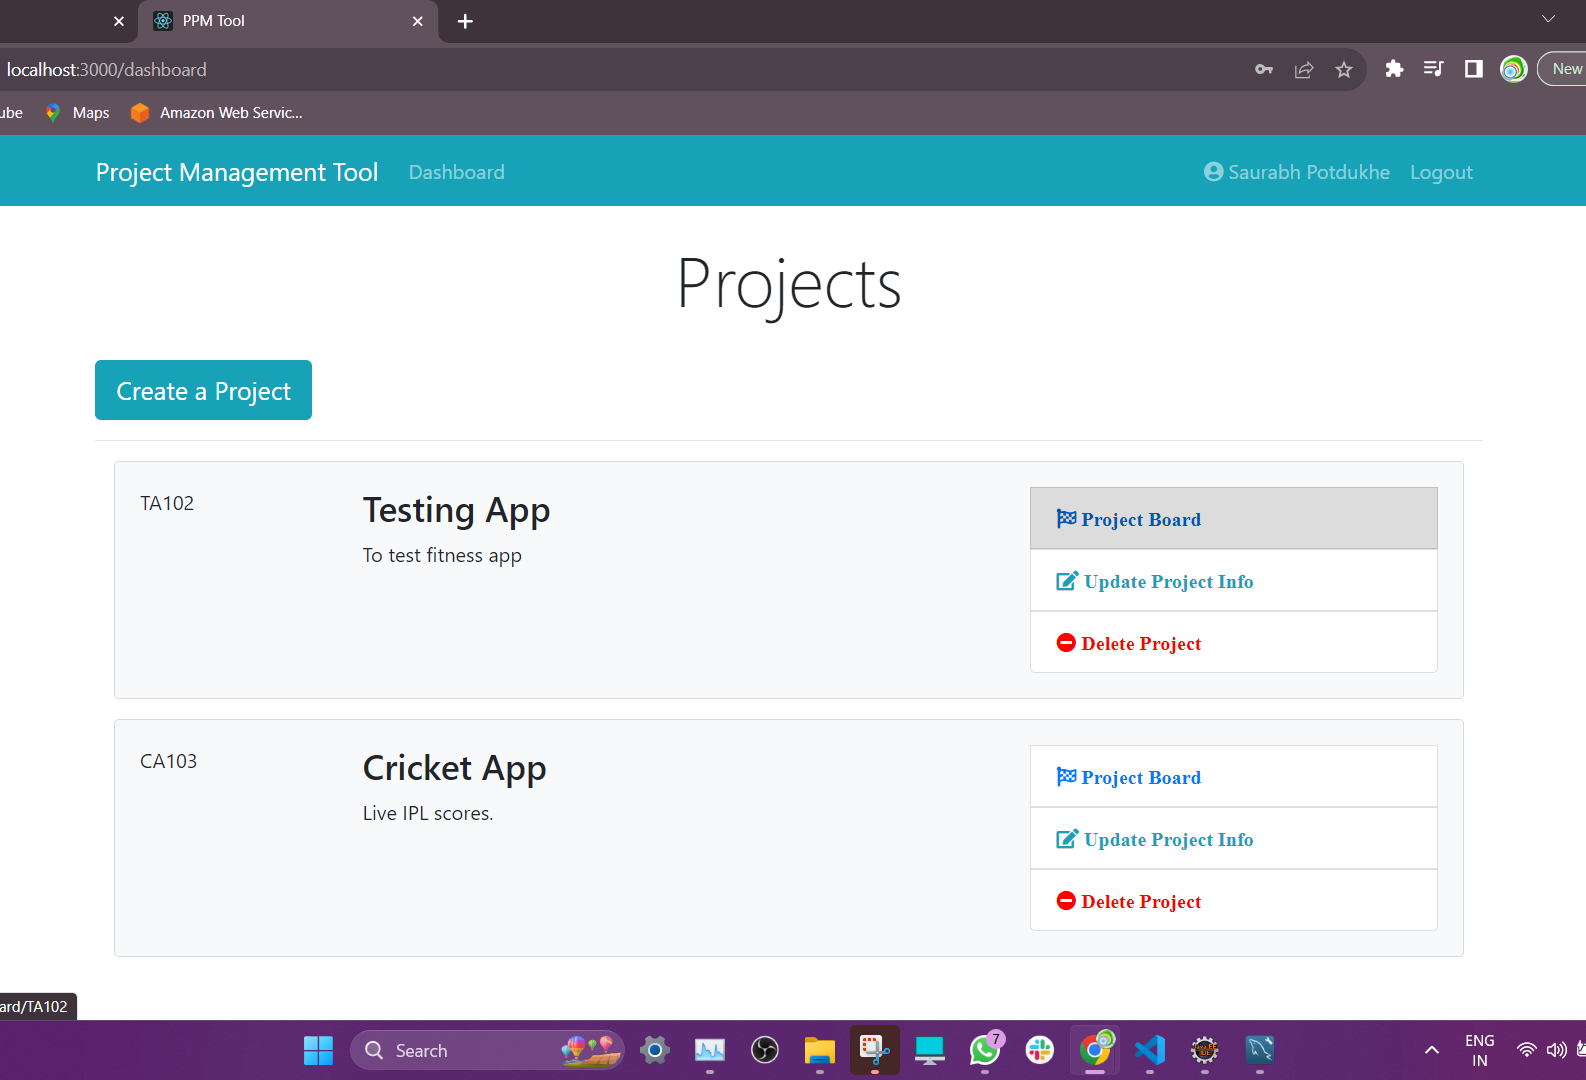 PPM Tool
localhost:3000/dashboard
New
ube
Maps
Amazon Web Servic...
Project Management Tool
Dashboard
Saurabh Potdukhe
Logout
Projects
Create a Project
TA102
Testing App
To test fitness app
Project Board
Update Project Info
Delete Project
CA103
Cricket App
Live IPL scores.
Project Board
Update Project Info
Delete Project
ard/TA102
Search
7
ENG
IN